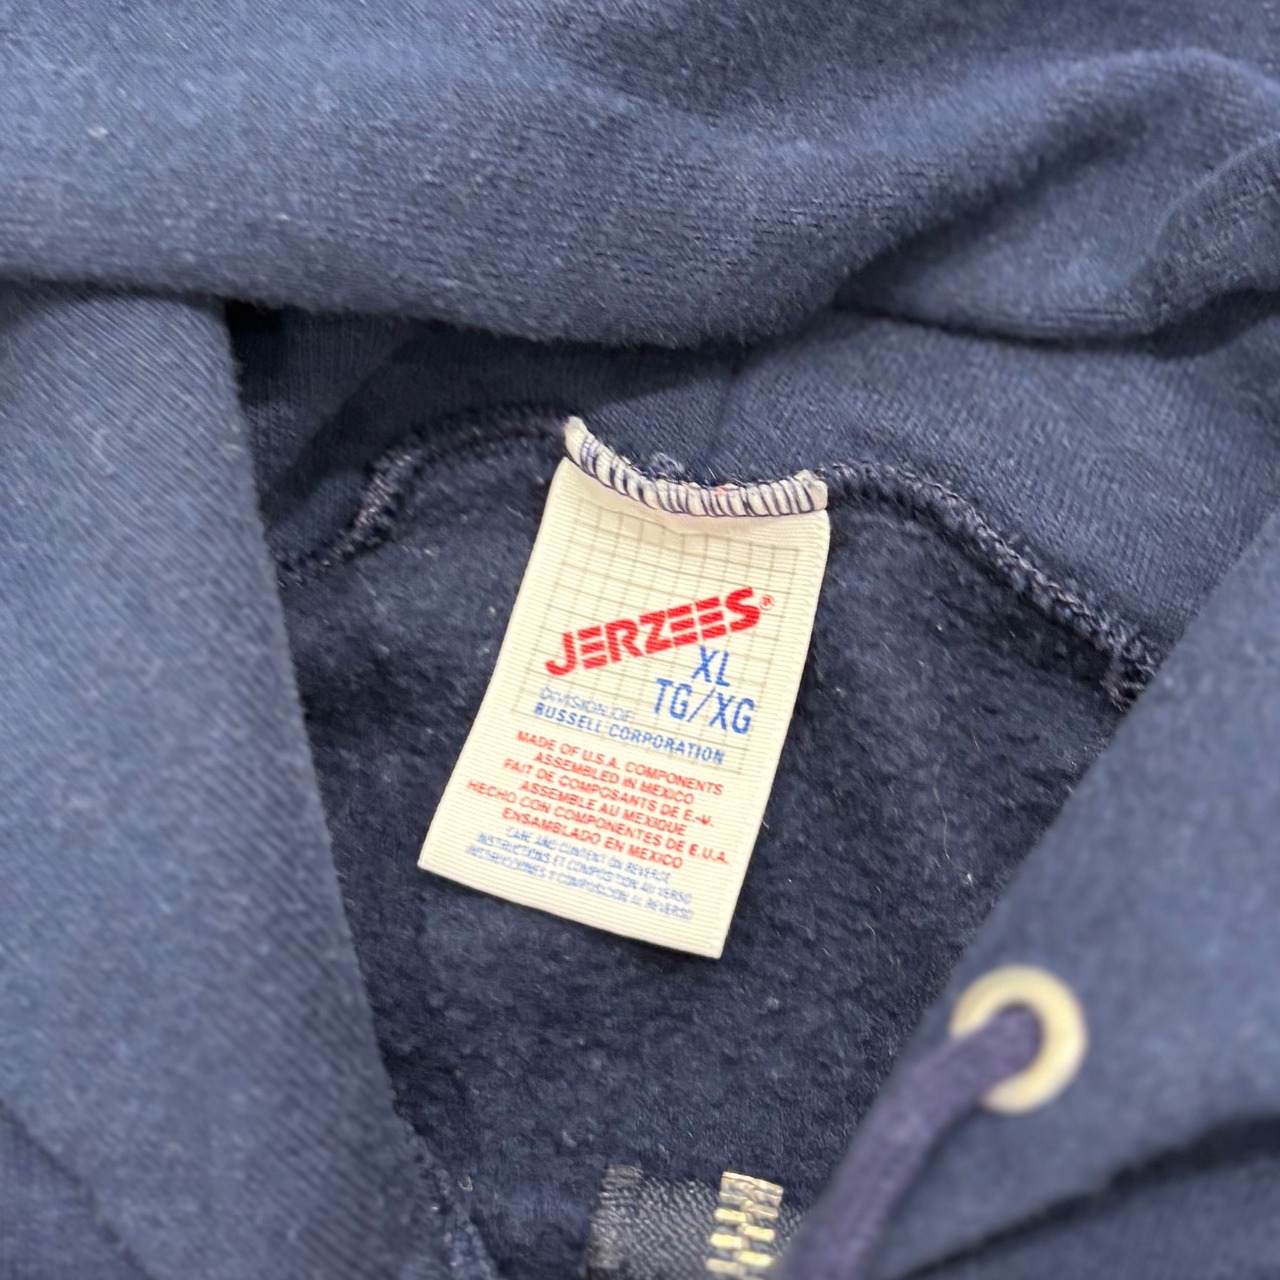 JERZEES®
XL
TG/XG
DIVISION OF
RUSSELL CORPORATION
MADE OF U.S.A. COMPONENTS
ASSEMBLED IN MEXICO
FAIT DE COMPOSANTS DE E.-U.
ASSEMBLE AU MEXIQUE
HECHO CON COMPONENTES DE E.U.A.
ENSAMBLADO EN MEXICO
CARE AND CONTENT ON REVERSE
INSTRUCTIONS ET COMPOSITION AU VERSO
INSTRUCCIONES Y COMPOSICION AL REVERSO